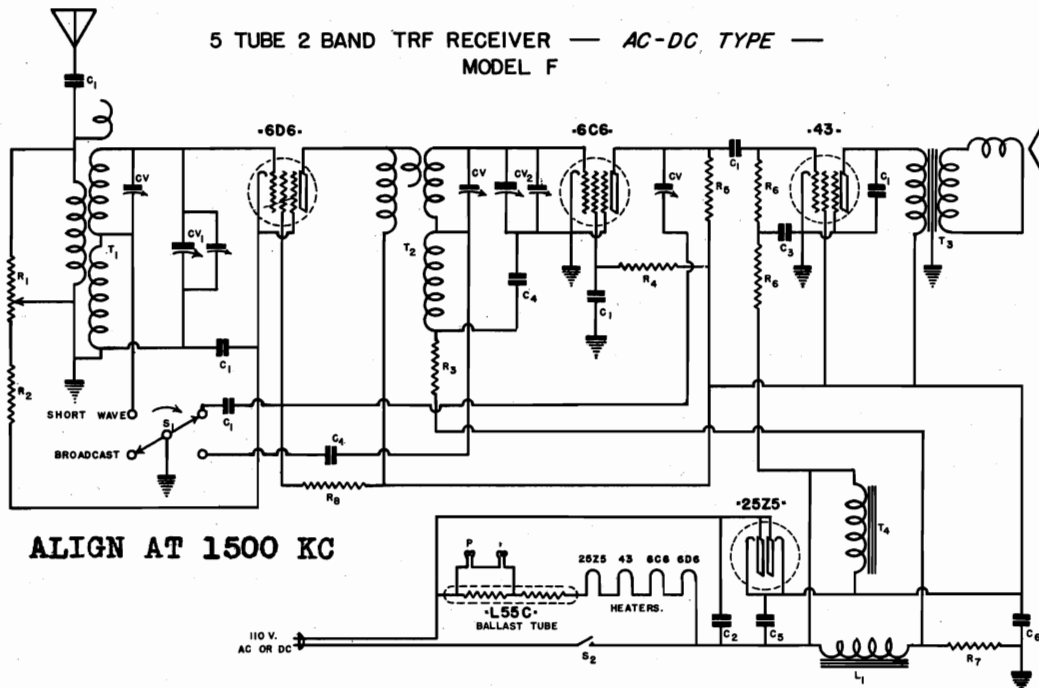 5 TUBE 2 BAND TRF RECEIVER — AC-DC TYPE —
MODEL F
C1
-6D6-
-6C6-
-43-
CV
CV1
CV
CV2
CV
C1
R5
R6
C1
T1
T2
T3
R1
C3
C4
R4
R6
C1
R2
C1
R3
SHORT WAVE
S1
C1
BROADCAST
C4
R8
-25Z5-
T4
ALIGN AT 1500 KC
P
25Z5 43 6C6 6D6
HEATERS.
-L55C-
BALLAST TUBE
C2
C5
C6
110 V.
AC OR DC
S2
L1
R7